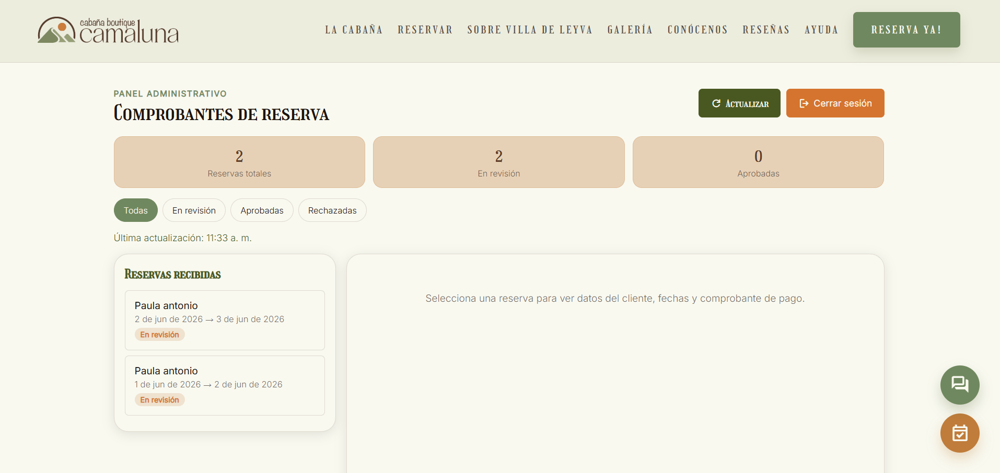 cabaña boutique
camaluna
LA CABAÑA
RESERVAR
SOBRE VILLA DE LEYVA
GALERÍA
CONÓCENOS
RESEÑAS
AYUDA
RESERVA YA!
PANEL ADMINISTRATIVO
Comprobantes de reserva
Actualizar
Cerrar sesión
2
Reservas totales
2
En revisión
0
Aprobadas
Todas
En revisión
Aprobadas
Rechazadas
Última actualización: 11:33 a. m.
Reservas recibidas
Paula antonio
2 de jun de 2026 → 3 de jun de 2026
En revisión
Paula antonio
1 de jun de 2026 → 2 de jun de 2026
En revisión
Selecciona una reserva para ver datos del cliente, fechas y comprobante de pago.